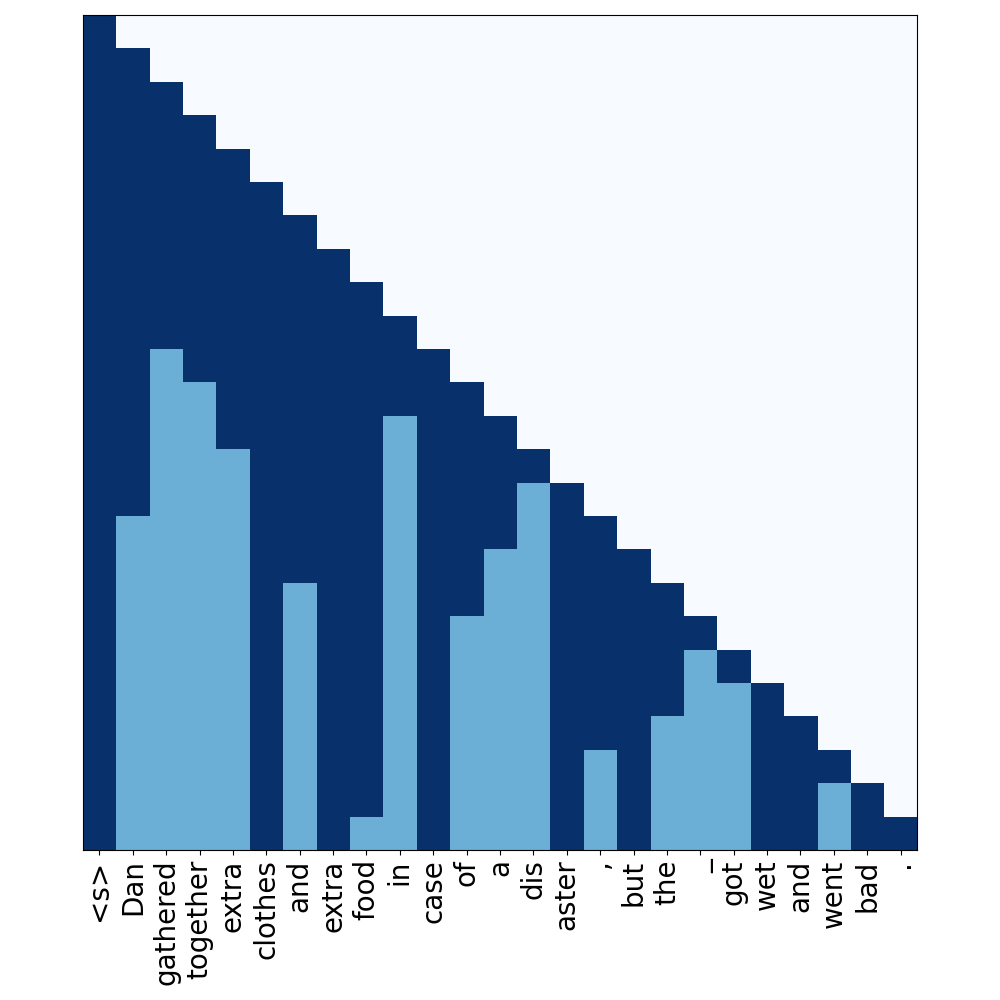 <s> Dan gathered together extra clothes and extra food in case of a dis aster , but the _ got wet and went bad .